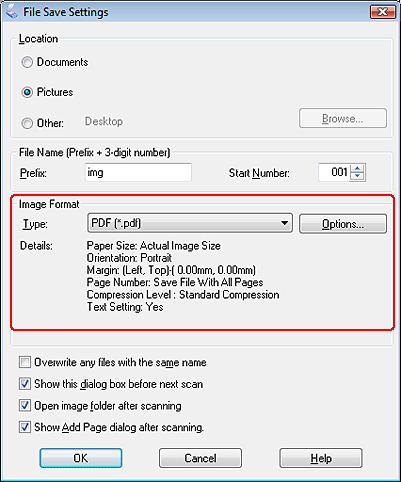 File Save Settings
Location
Documents
Pictures
Other: Desktop Browse...
File Name (Prefix + 3-digit number)
Prefix: img Start Number: 001
Image Format
Type: PDF (*.pdf) Options...
Details: Paper Size: Actual Image Size
Orientation: Portrait
Margin: (Left, Top)-( 0.00mm, 0.00mm)
Page Number: Save File With All Pages
Compression Level : Standard Compression
Text Setting: Yes
Overwrite any files with the same name
Show this dialog box before next scan
Open image folder after scanning
Show Add Page dialog after scanning.
OK Cancel Help